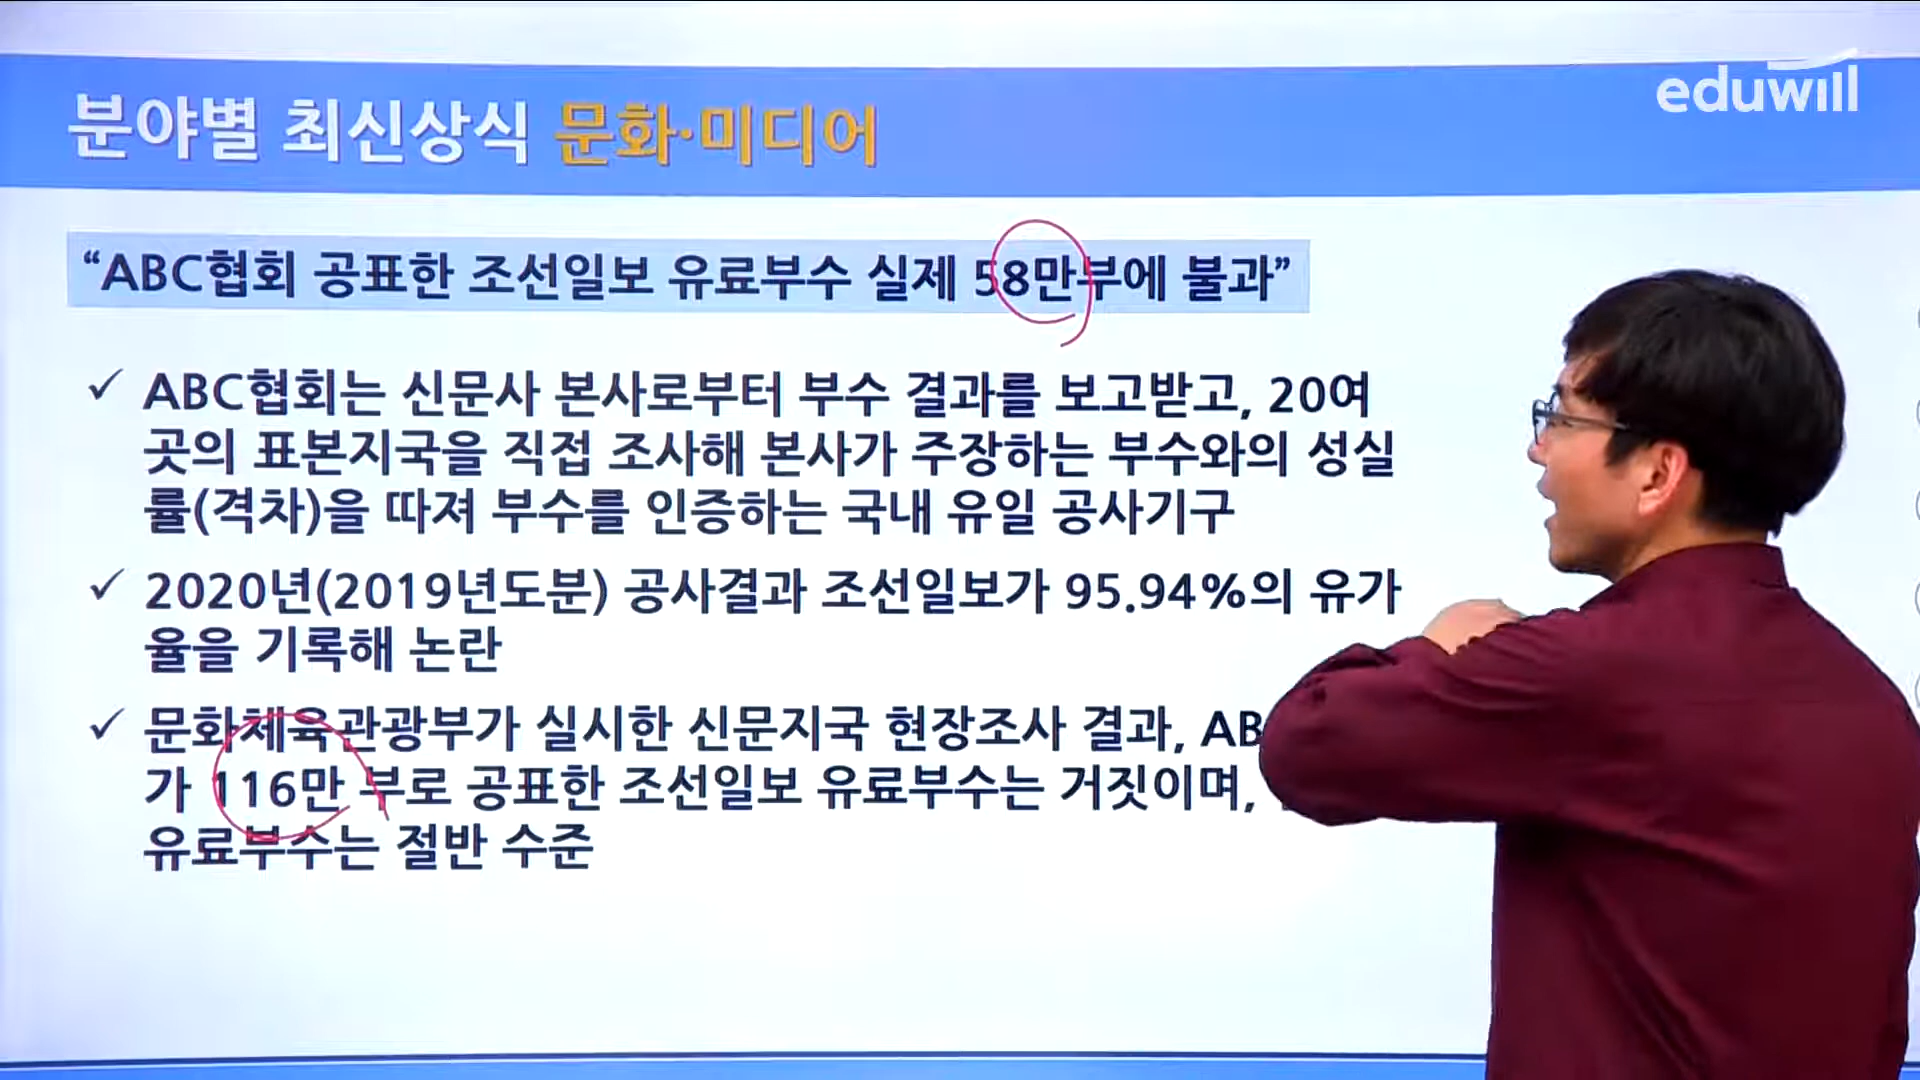 eduwill
분야별 최신상식 문화·미디어
“ABC협회 공표한 조선일보 유료부수 실제 58만부에 불과”
✓ ABC협회는 신문사 본사로부터 부수 결과를 보고받고, 20여
곳의 표본지국을 직접 조사해 본사가 주장하는 부수와의 성실
률(격차)을 따져 부수를 인증하는 국내 유일 공사기구
✓ 2020년(2019년도분) 공사결과 조선일보가 95.94%의 유가
율을 기록해 논란
✓ 문화체육관광부가 실시한 신문지국 현장조사 결과, AB
가 116만 부로 공표한 조선일보 유료부수는 거짓이며,
유료부수는 절반 수준